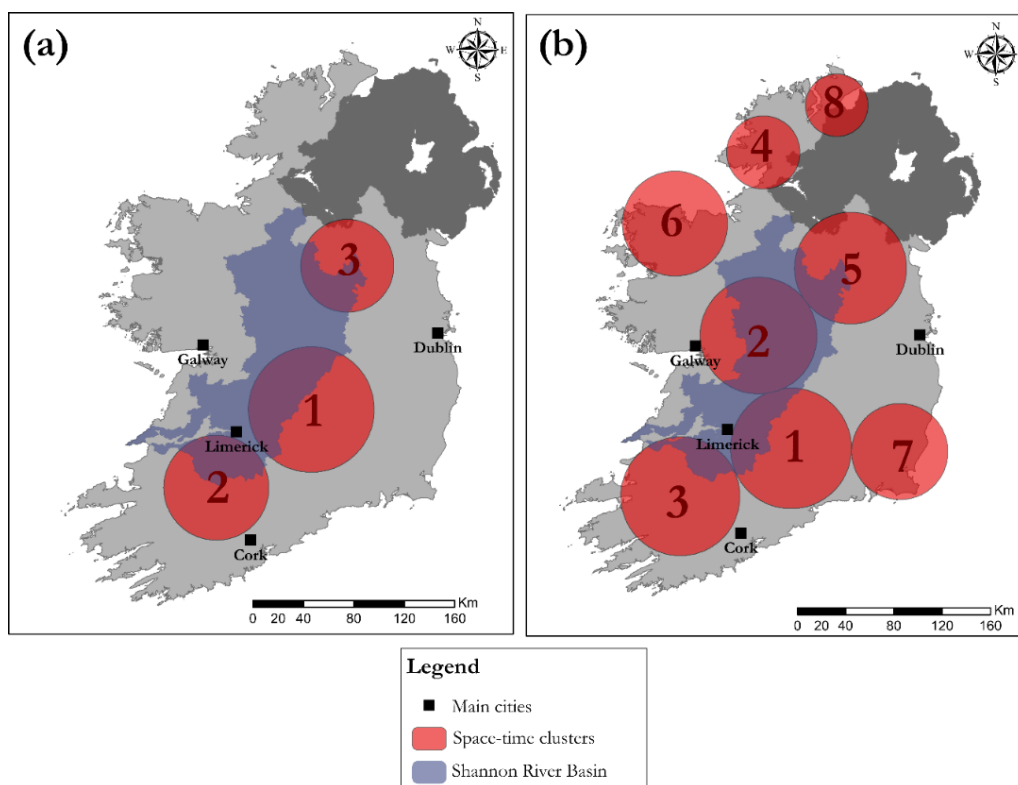 (a)
N
W E
S
3
Galway
Dublin
1
Limerick
2
Cork
Km
0 20 40 80 120 160
(b)
N
W E
S
8
4
6
5
2
Galway
Dublin
Limerick
1
7
3
Cork
Km
0 20 40 80 120 160
Legend
Main cities
Space-time clusters
Shannon River Basin